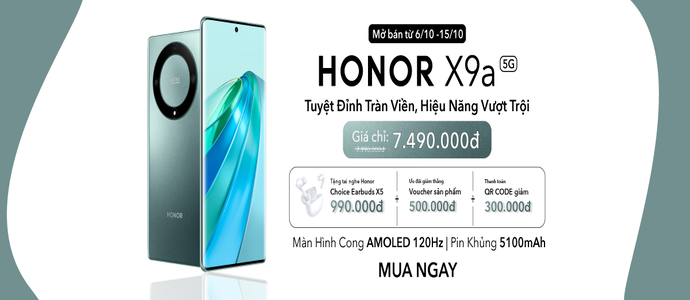 Mở bán từ 6/10 -15/10
HONOR X9a 5G
Tuyệt Đỉnh Tràn Viền, Hiệu Năng Vượt Trội
Giá chỉ: 7.490.000đ
7.990.000đ
Tặng tai nghe Honor
Choice Earbuds X5
990.000đ
+
Ưu đãi giảm thẳng
Voucher sản phẩm
500.000đ
+
Thanh toán
QR CODE giảm
300.000đ
Màn Hình Cong AMOLED 120Hz | Pin Khủng 5100mAh
MUA NGAY
HONOR